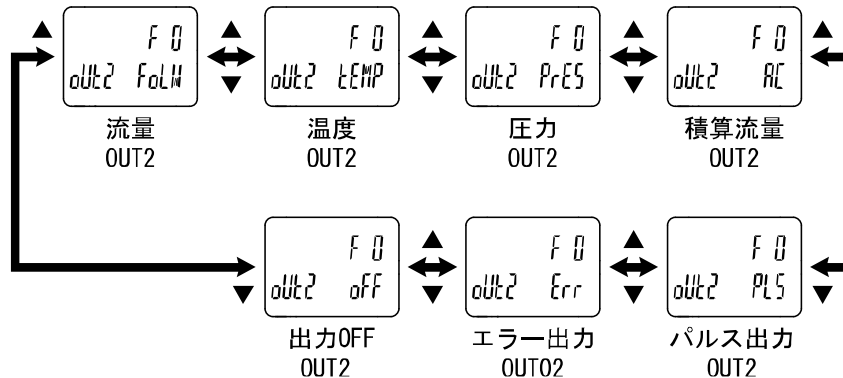 F 0
oUt2 FoLM
流量
OUT2
F 0
oUt2 tEMP
温度
OUT2
F 0
oUt2 PrES
圧力
OUT2
F 0
oUt2 AC
積算流量
OUT2
F 0
oUt2 oFF
出力OFF
OUT2
F 0
oUt2 Err
エラー出力
OUTO2
F 0
oUt2 PLS
パルス出力
OUT2